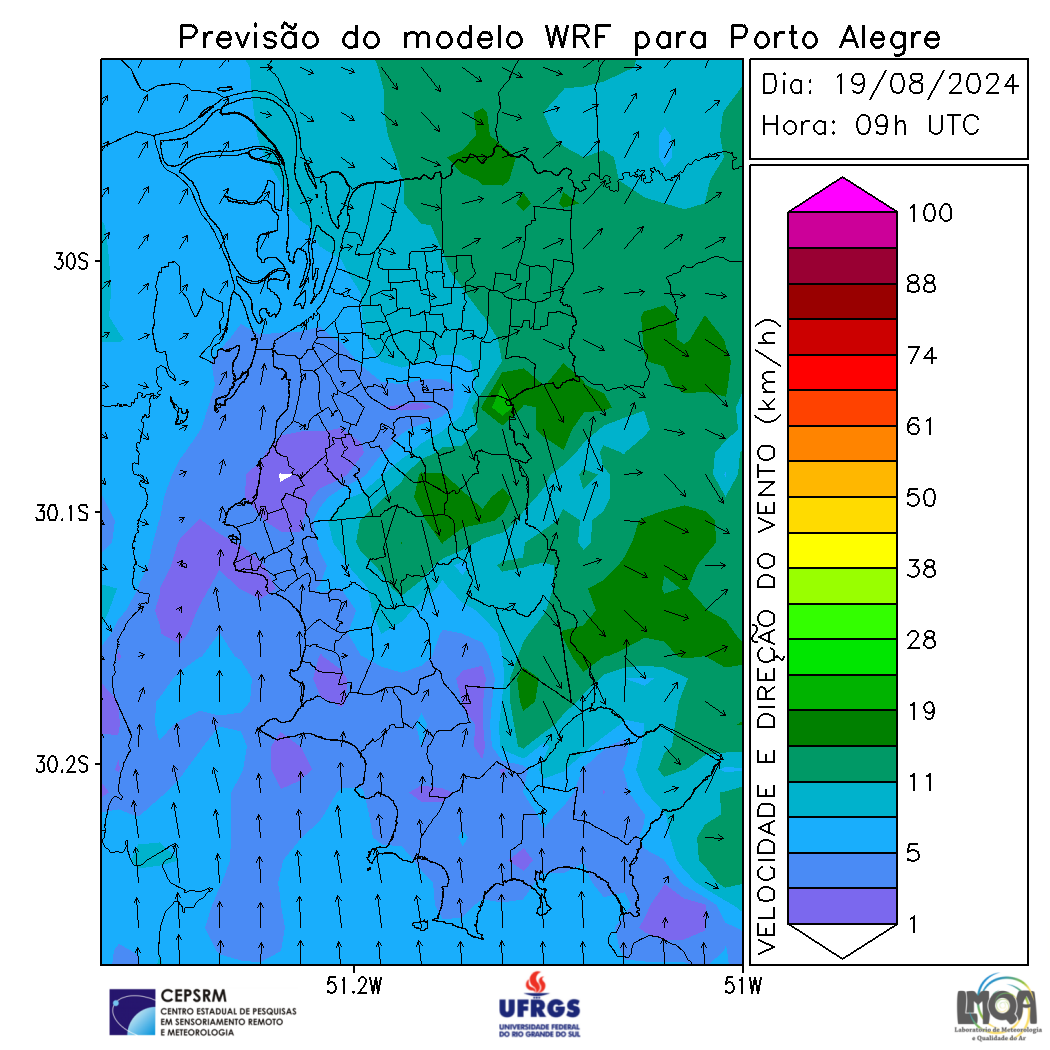 Previsão do modelo WRF para Porto Alegre
Dia: 19/08/2024
Hora: 09h UTC
30S
30.1S
30.2S
51.2W
51W
VELOCIDADE E DIREÇÃO DO VENTO (km/h)
100
88
74
61
50
38
28
19
11
5
1
CEPSRM
CENTRO ESTADUAL DE PESQUISAS
EM SENSORIAMENTO REMOTO
E METEOROLOGIA
UFRGS
UNIVERSIDADE FEDERAL
DO RIO GRANDE DO SUL
LMQA
Laboratório de Meteorologia
e Qualidade do Ar